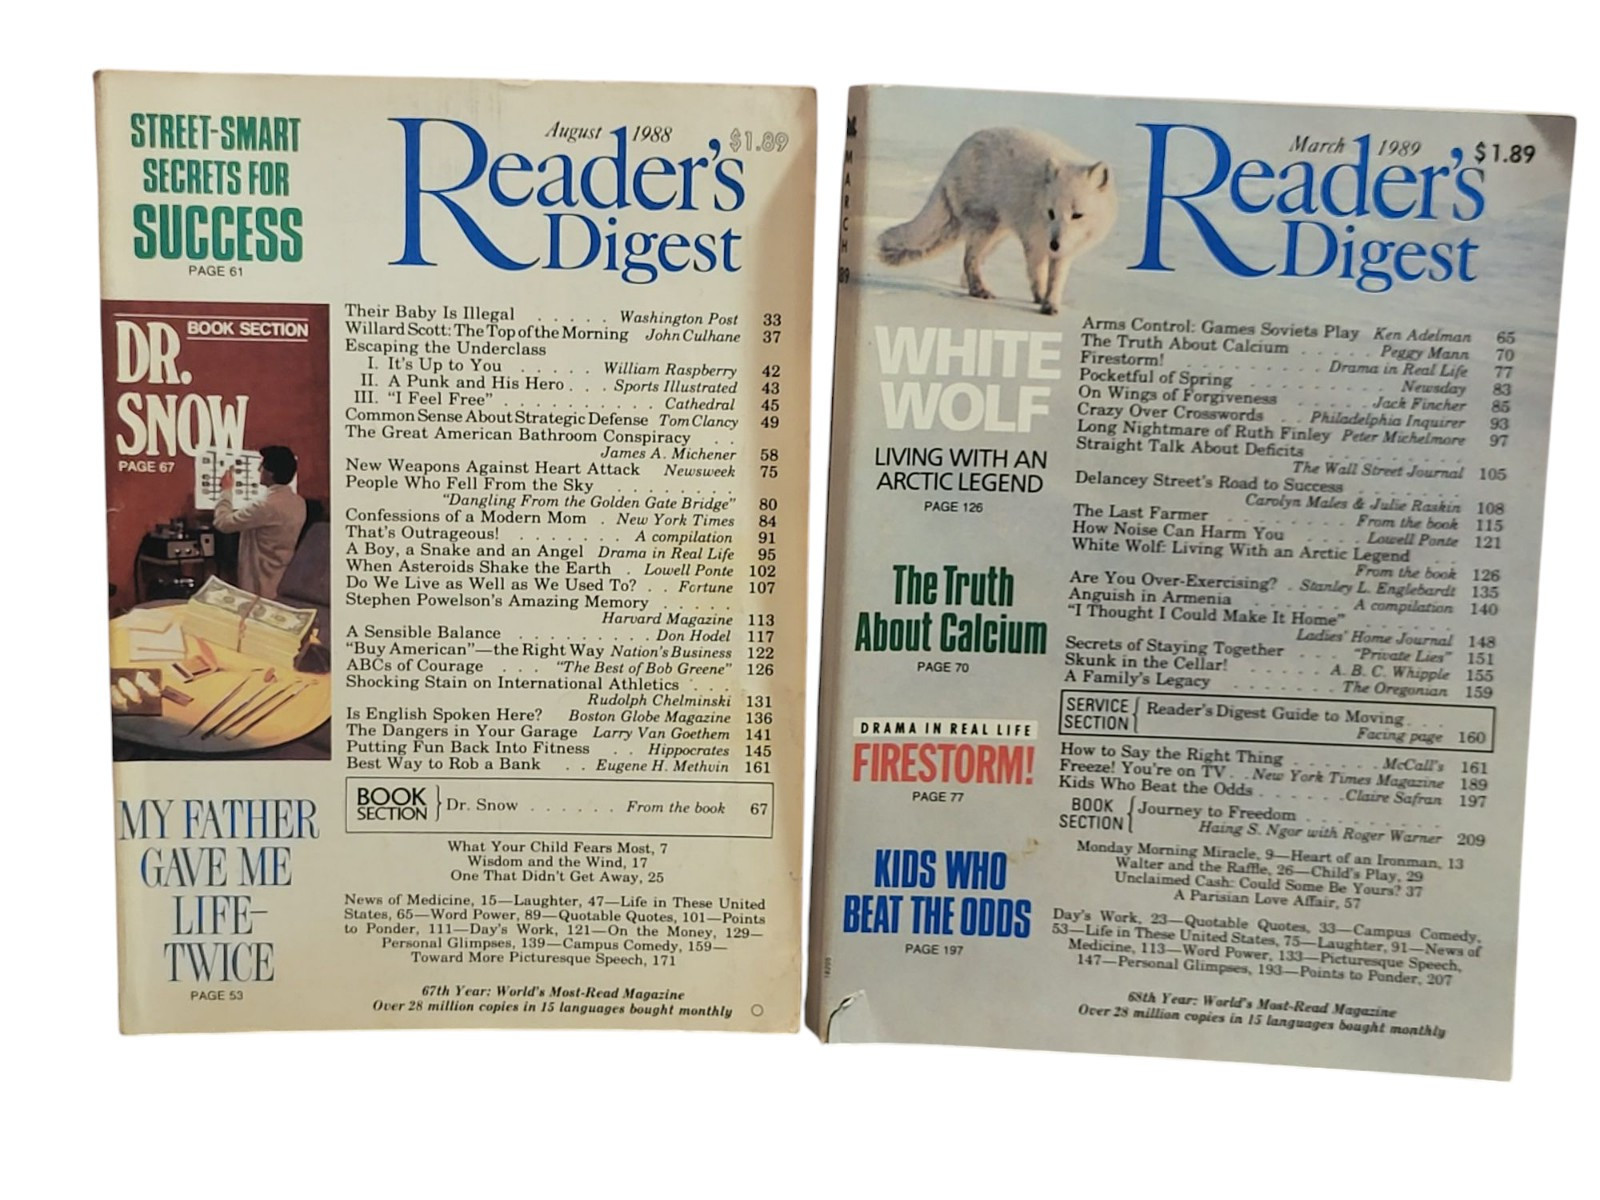 STREET-SMART
SECRETS FOR
SUCCESS
PAGE 61
August 1988
$1.89
Reader's
Digest
BOOK SECTION
DR.
SNOW
PAGE 67
MY FATHER
GAVE ME
LIFE—
TWICE
PAGE 53
Their Baby Is Illegal . . . . . Washington Post 33
Willard Scott: The Top of the Morning John Culhane 37
Escaping the Underclass
I. It's Up to You . . . . . William Raspberry 42
II. A Punk and His Hero . . . Sports Illustrated 43
III. "I Feel Free" . . . . . . . . . . Cathedral 45
Common Sense About Strategic Defense Tom Clancy 49
The Great American Bathroom Conspiracy . .
James A. Michener 58
New Weapons Against Heart Attack Newsweek 75
People Who Fell From the Sky . . . . . . . .
"Dangling From the Golden Gate Bridge" 80
Confessions of a Modern Mom . New York Times 84
That's Outrageous! . . . . . . . A compilation 91
A Boy, a Snake and an Angel Drama in Real Life 95
When Asteroids Shake the Earth . Lowell Ponte 102
Do We Live as Well as We Used To? . . Fortune 107
Stephen Powelson's Amazing Memory . . . . .
Harvard Magazine 113
A Sensible Balance . . . . . . . . . Don Hodel 117
"Buy American"—the Right Way Nation's Business 122
ABCs of Courage . . . "The Best of Bob Greene" 126
Shocking Stain on International Athletics . . .
Rudolph Chelminski 131
Is English Spoken Here? Boston Globe Magazine 136
The Dangers in Your Garage Larry Van Goethem 141
Putting Fun Back Into Fitness . . Hippocrates 145
Best Way to Rob a Bank . . Eugene H. Methvin 161
BOOK SECTION } Dr. Snow . . . . . . From the book 67
What Your Child Fears Most, 7
Wisdom and the Wind, 17
One That Didn't Get Away, 25
News of Medicine, 15—Laughter, 47—Life in These United
States, 65—Word Power, 89—Quotable Quotes, 101—Points
to Ponder, 111—Day's Work, 121—On the Money, 129—
Personal Glimpses, 139—Campus Comedy, 159—
Toward More Picturesque Speech, 171
67th Year: World's Most-Read Magazine
Over 28 million copies in 15 languages bought monthly
MARCH 89
March 1989
$1.89
Reader's
Digest
WHITE
WOLF
LIVING WITH AN
ARCTIC LEGEND
PAGE 126
The Truth
About Calcium
PAGE 70
DRAMA IN REAL LIFE
FIRESTORM!
PAGE 77
KIDS WHO
BEAT THE ODDS
PAGE 197
Arms Control: Games Soviets Play Ken Adelman 65
The Truth About Calcium . . . . . Peggy Mann 70
Firestorm! . . . . . . . . . Drama in Real Life 77
Pocketful of Spring . . . . . . . . . Newsday 83
On Wings of Forgiveness . . . . . Jack Fincher 85
Crazy Over Crosswords . . Philadelphia Inquirer 93
Long Nightmare of Ruth Finley Peter Michelmore 97
Straight Talk About Deficits . . . . . . . .
The Wall Street Journal 105
Delancey Street's Road to Success . . . . . . .
Carolyn Males & Julie Raskin 108
The Last Farmer . . . . . . . . From the book 115
How Noise Can Harm You . . . . Lowell Ponte 121
White Wolf: Living With an Arctic Legend . .
From the book 126
Are You Over-Exercising? . Stanley L. Englebardt 135
Anguish in Armenia . . . . . . A compilation 140
"I Thought I Could Make It Home" . . . . . .
Ladies' Home Journal 148
Secrets of Staying Together . . . "Private Lies" 151
Skunk in the Cellar! . . . . . A. B. C. Whipple 155
A Family's Legacy . . . . . . . The Oregonian 159
SERVICE SECTION { Reader's Digest Guide to Moving . . .
Facing page 160
How to Say the Right Thing . . . . . . McCall's 161
Freeze! You're on TV . . New York Times Magazine 189
Kids Who Beat the Odds . . . . . . Claire Safran 197
BOOK SECTION { Journey to Freedom . . . . . . . . .
Haing S. Ngor with Roger Warner 209
Monday Morning Miracle, 9—Heart of an Ironman, 13
Walter and the Raffle, 26—Child's Play, 29
Unclaimed Cash: Could Some Be Yours? 37
A Parisian Love Affair, 57
Day's Work, 23—Quotable Quotes, 33—Campus Comedy,
53—Life in These United States, 75—Laughter, 91—News of
Medicine, 113—Word Power, 133—Picturesque Speech,
147—Personal Glimpses, 193—Points to Ponder, 207
68th Year: World's Most-Read Magazine
Over 28 million copies in 15 languages bought monthly